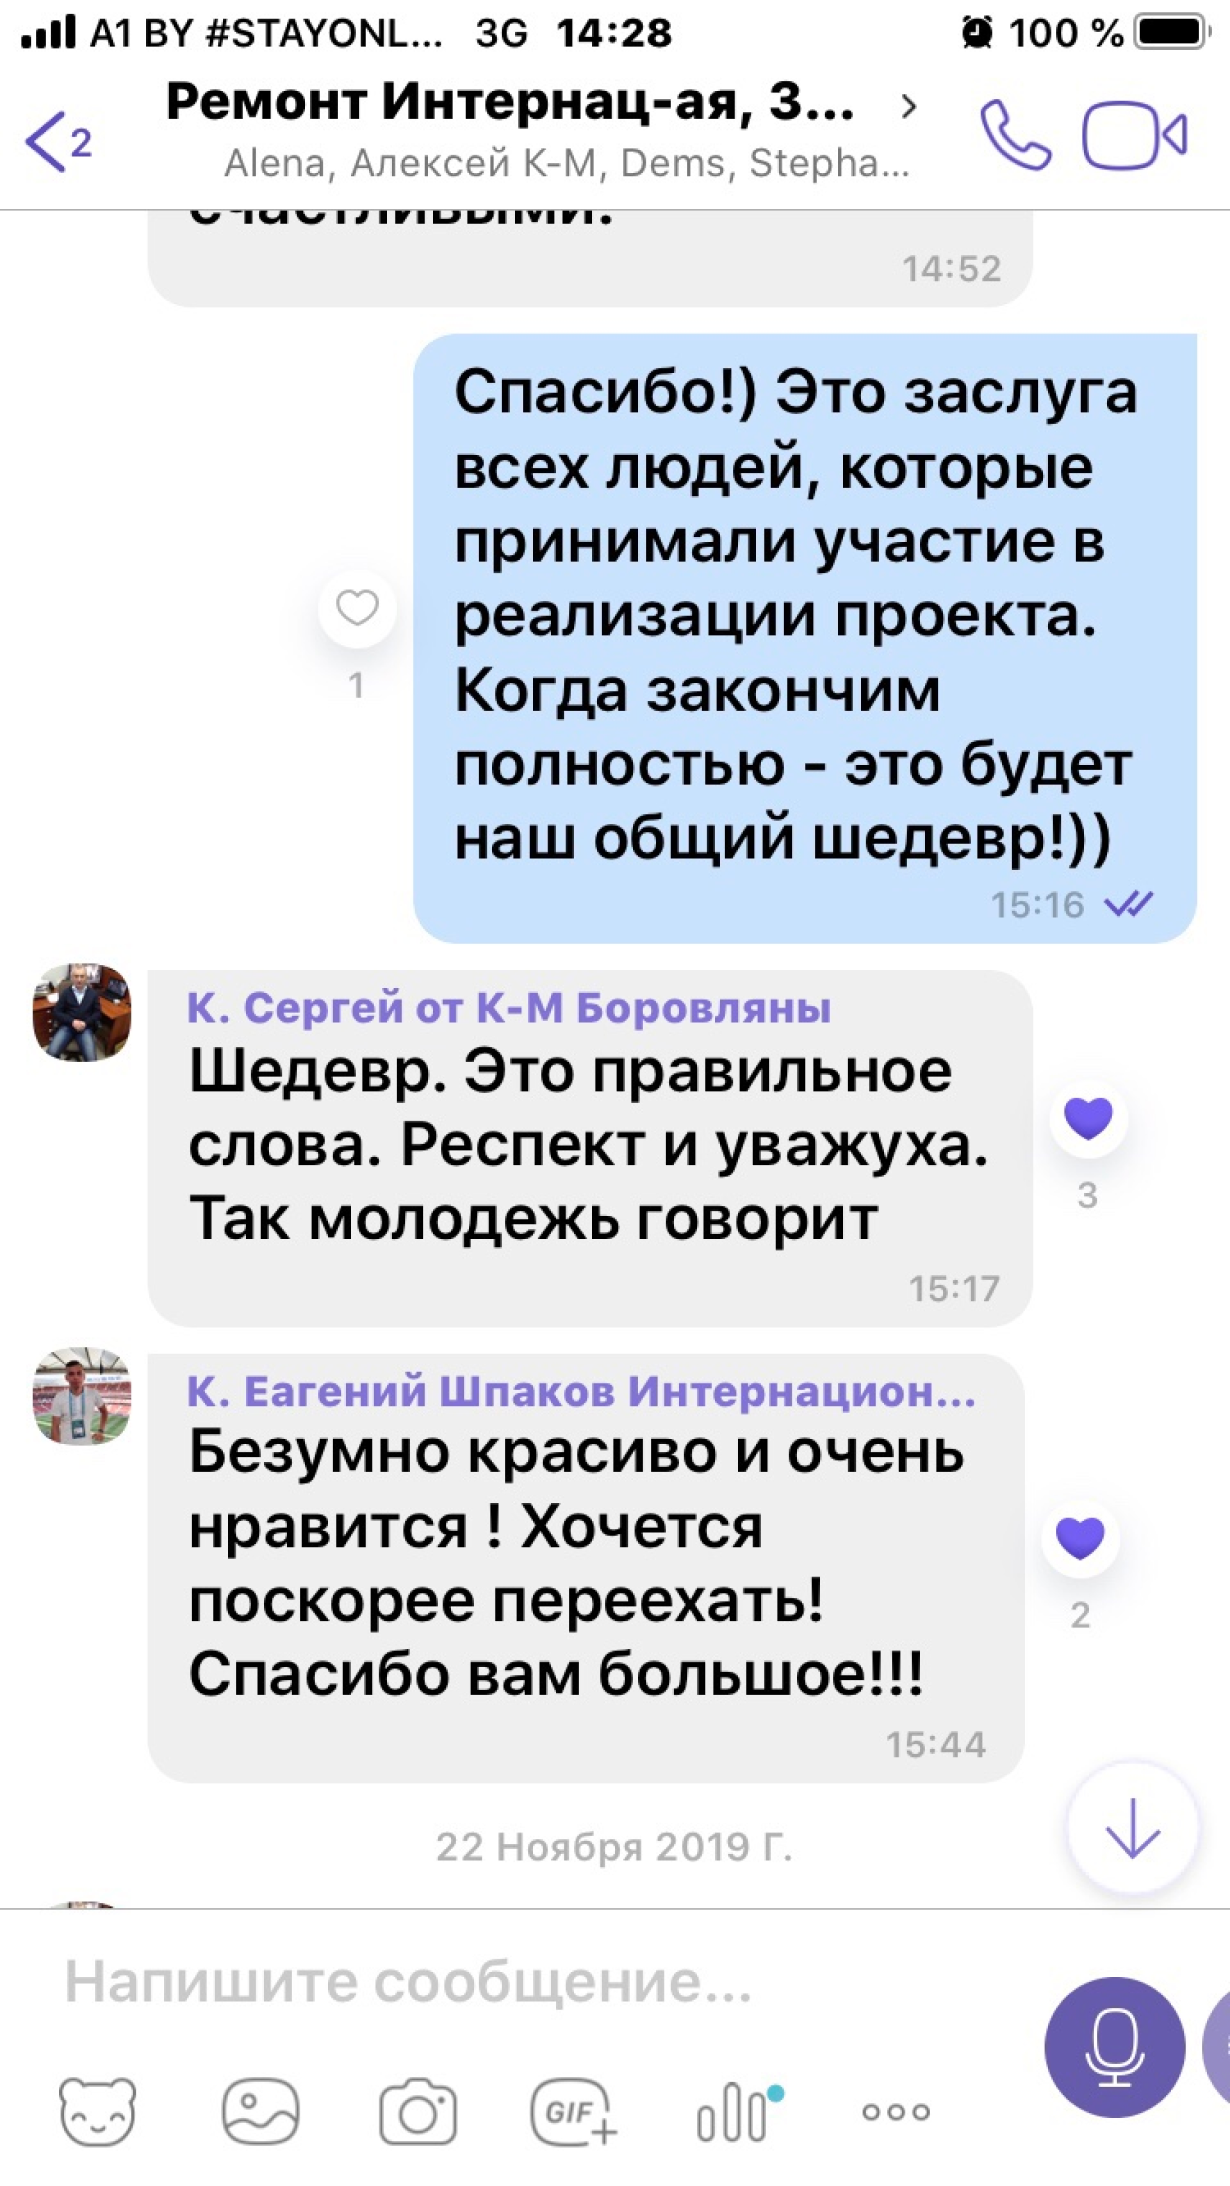 A1 BY #STAYONL... 3G 14:28 100 %
2 Ремонт Интернац-ая, 3...
Alena, Алексей К-М, Dems, Stepha...
счастливыми.
14:52
Спасибо!) Это заслуга
всех людей, которые
принимали участие в
реализации проекта.
Когда закончим
полностью - это будет
наш общий шедевр!))
1
15:16
К. Сергей от К-М Боровляны
Шедевр. Это правильное
слова. Респект и уважуха.
Так молодежь говорит
3
15:17
К. Еагений Шпаков Интернацион...
Безумно красиво и очень
нравится ! Хочется
поскорее переехать!
Спасибо вам большое!!!
2
15:44
22 Ноября 2019 Г.
Напишите сообщение...
GIF